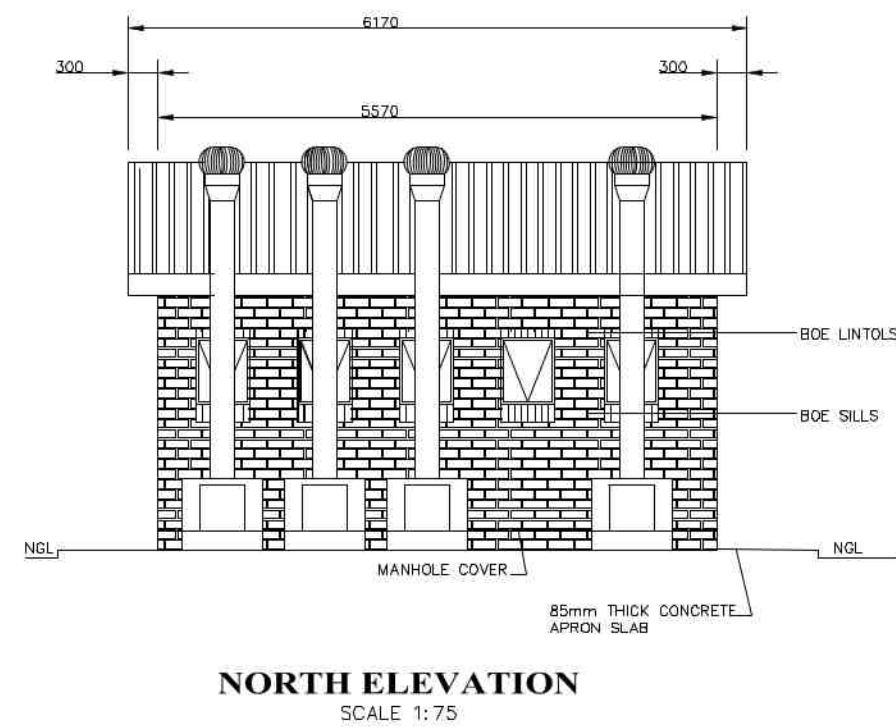 6170
300
300
5570
BOE LINTOLS
BOE SILLS
NGL
NGL
MANHOLE COVER
85mm THICK CONCRETE
APRON SLAB
NORTH ELEVATION
SCALE 1:75